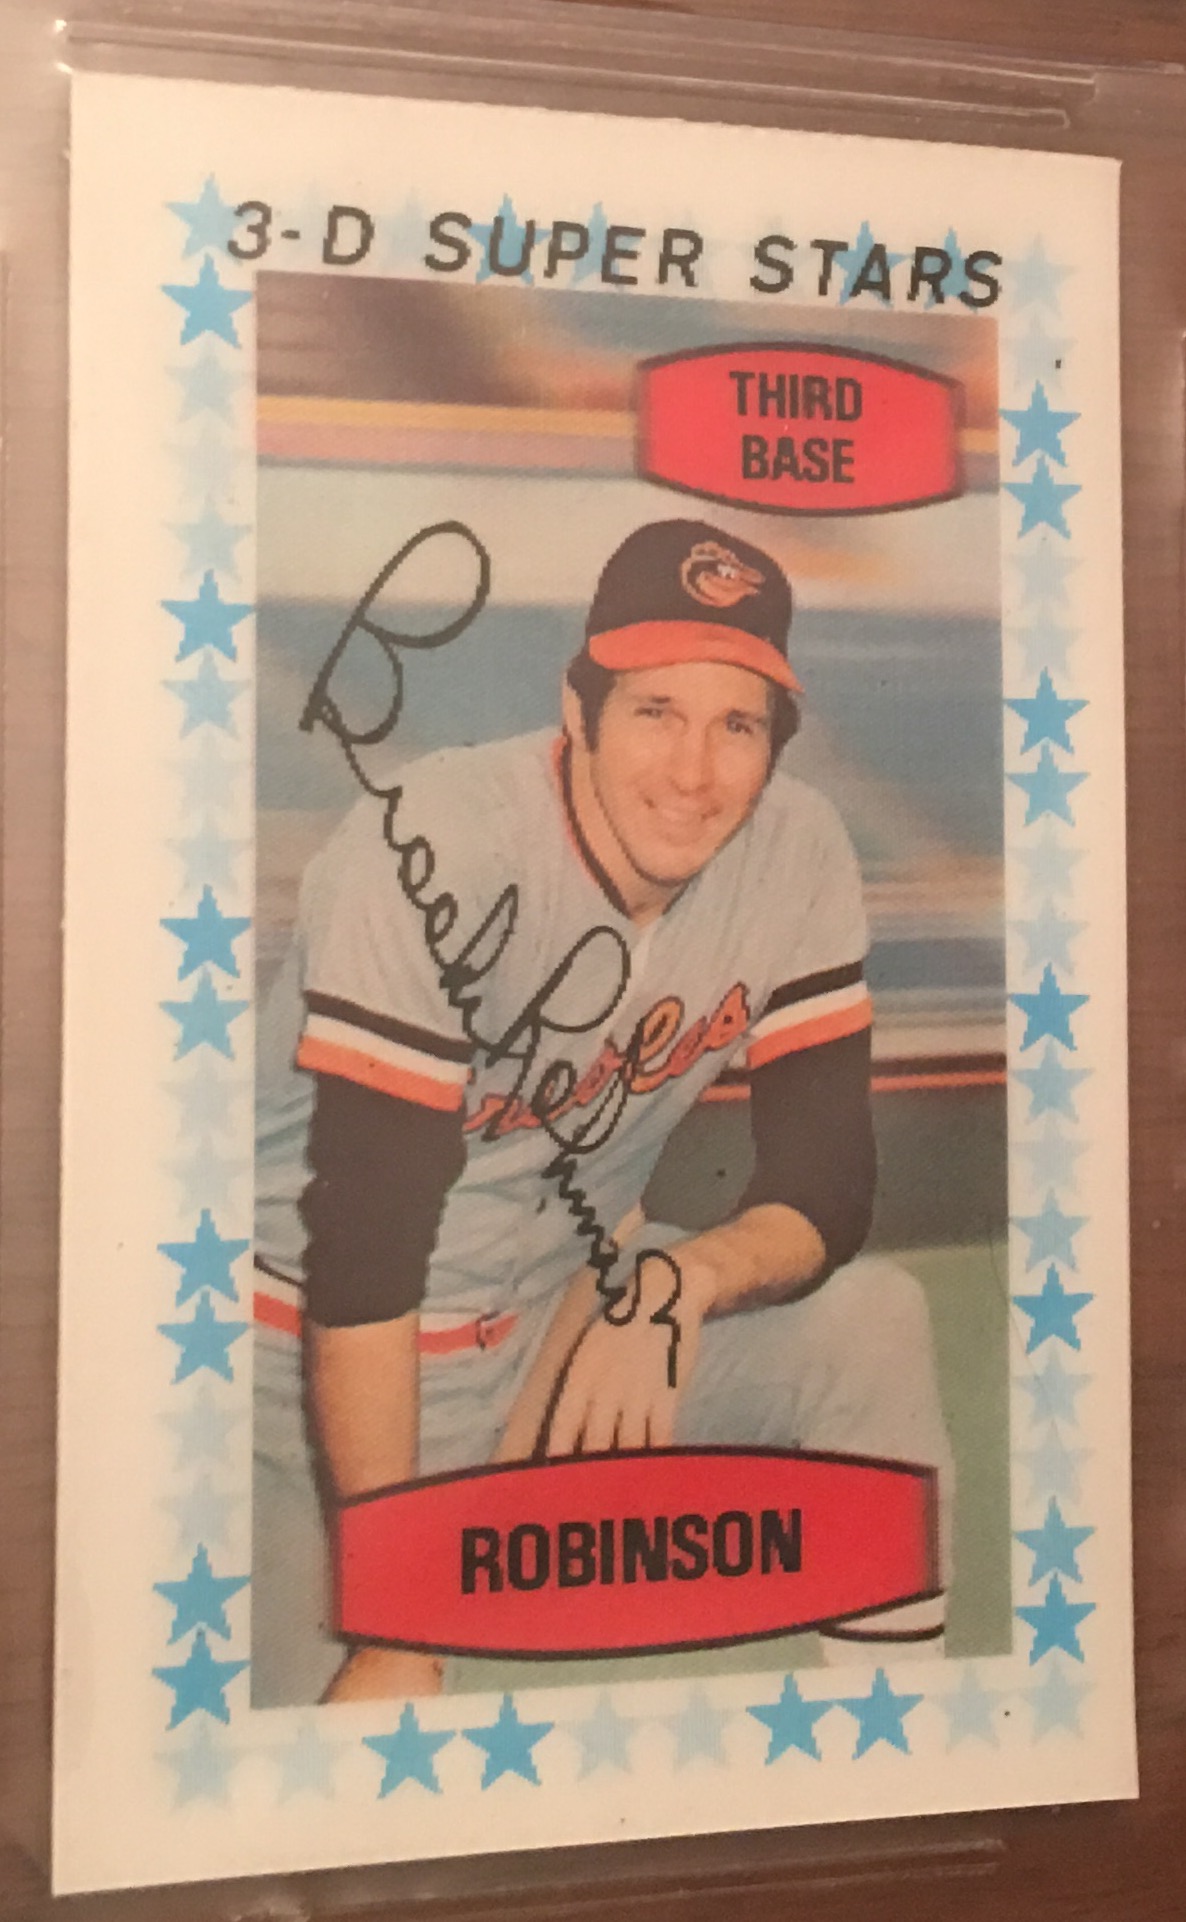 3-D SUPER STARS
THIRD
BASE
Brooks Robinson
Orioles
ROBINSON